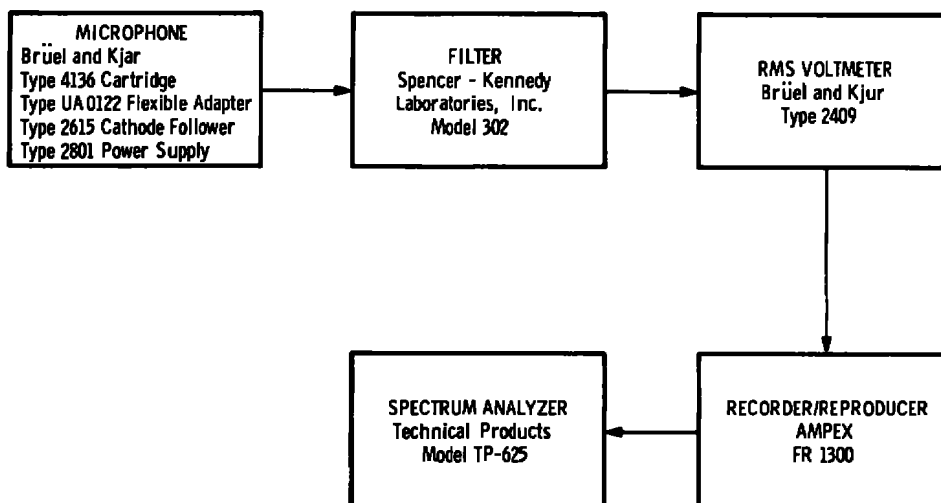 MICROPHONE
Brüel and Kjar
Type 4136 Cartridge
Type UA0122 Flexible Adapter
Type 2615 Cathode Follower
Type 2801 Power Supply
FILTER
Spencer - Kennedy
Laboratories, Inc.
Model 302
RMS VOLTMETER
Brüel and Kjur
Type 2409
SPECTRUM ANALYZER
Technical Products
Model TP-625
RECORDER/REPRODUCER
AMPEX
FR 1300